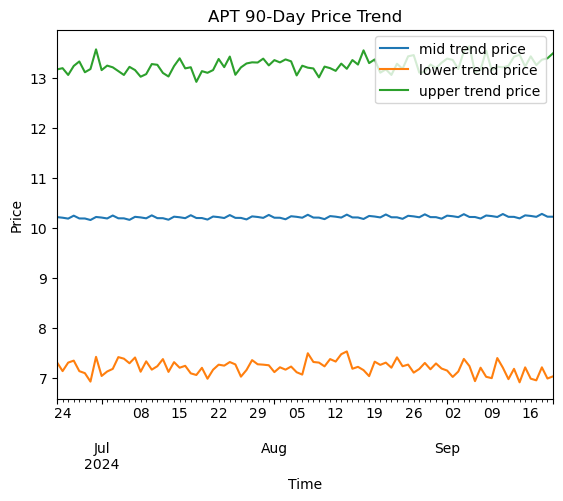 APT 90-Day Price Trend
mid trend price
lower trend price
upper trend price
Price
13
12
11
10
9
8
7
24 08 15 22 29 05 12 19 26 02 09 16
Jul Aug Sep
2024
Time